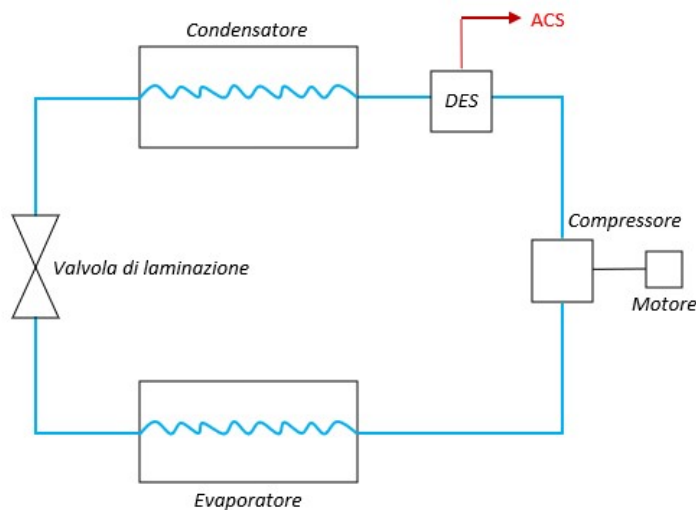 Condensatore
ACS
DES
Compressore
Valvola di laminazione
Motore
Evaporatore